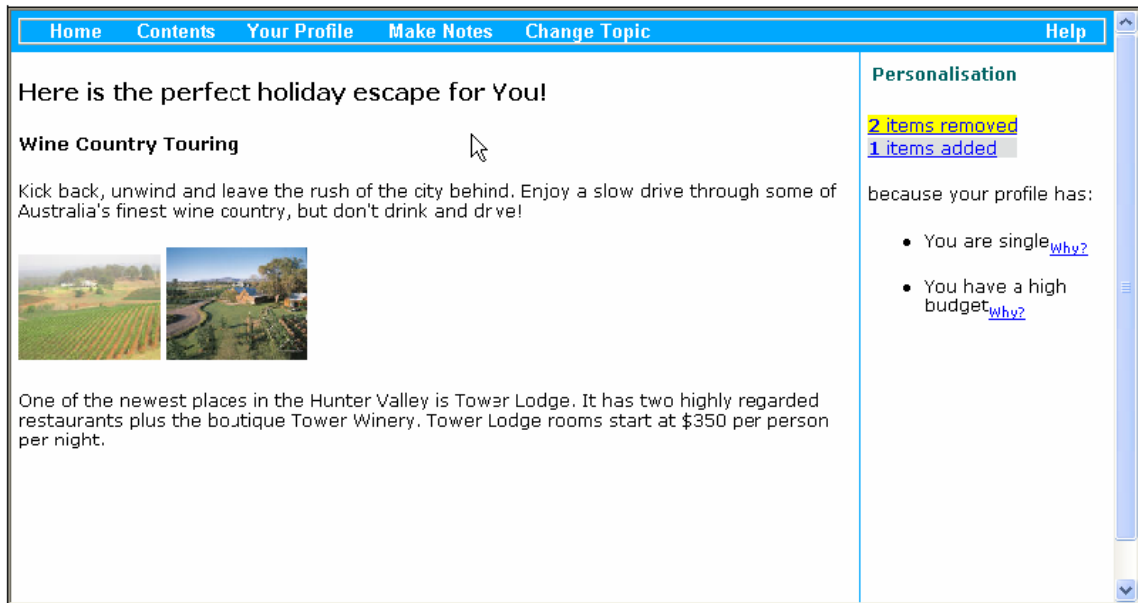 Home Contents Your Profile Make Notes Change Topic Help
Here is the perfect holiday escape for You!
Wine Country Touring
Kick back, unwind and leave the rush of the city behind. Enjoy a slow drive through some of
Australia's finest wine country, but don't drink and drive!
One of the newest places in the Hunter Valley is Tower Lodge. It has two highly regarded
restaurants plus the boutique Tower Winery. Tower Lodge rooms start at $350 per person
per night.
Personalisation
2 items removed
1 items added
because your profile has:
• You are single Why?
• You have a high
budget Why?